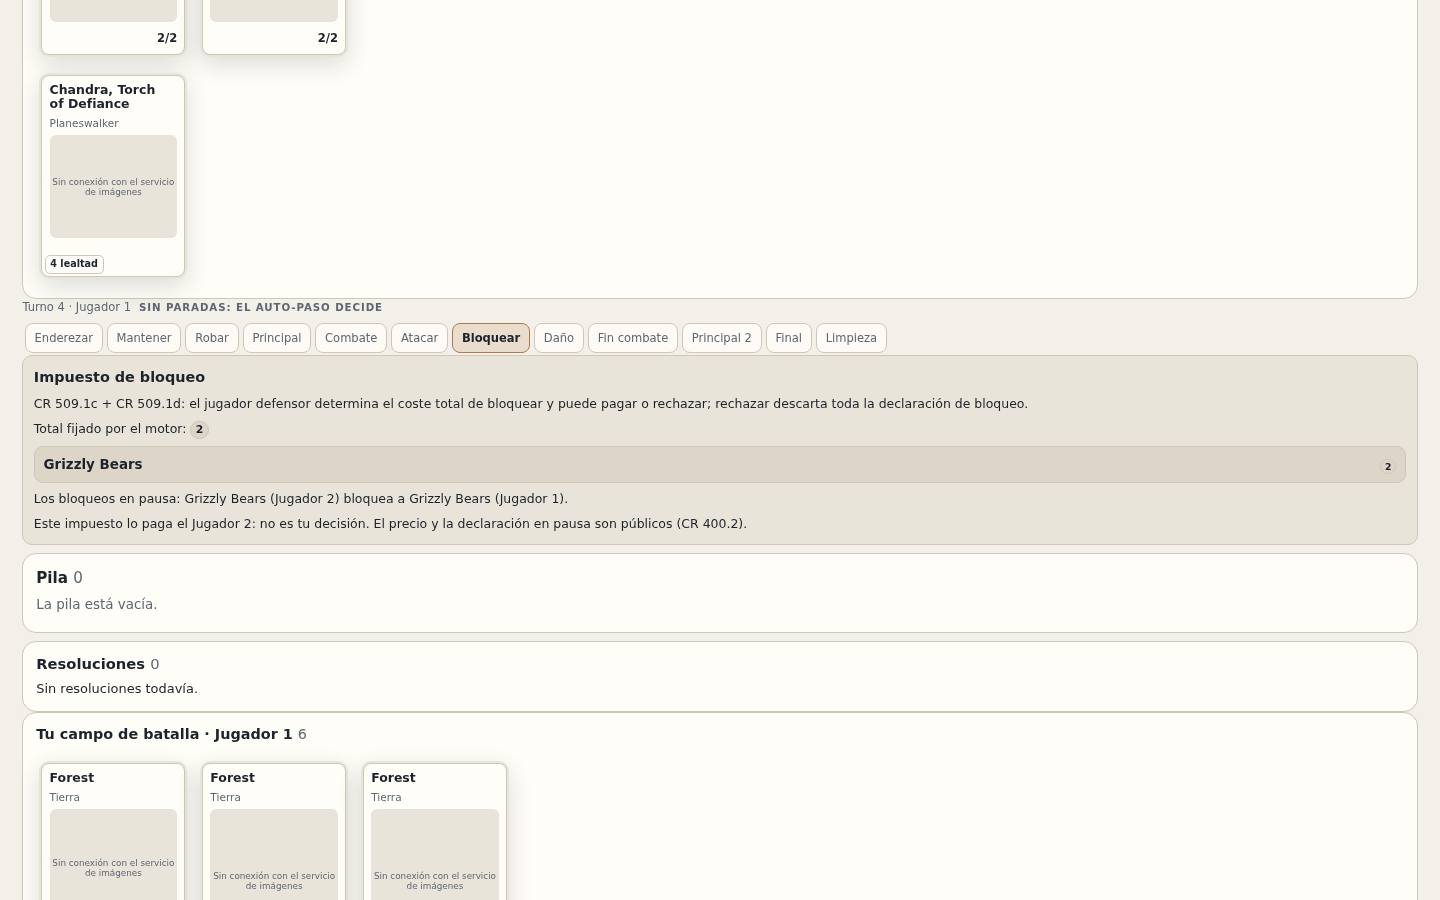 2/2
2/2
Chandra, Torch
of Defiance
Planeswalker
Sin conexión con el servicio
de imágenes
4 lealtad
Turno 4 · Jugador 1 SIN PARADAS: EL AUTO-PASO DECIDE
Enderezar Mantener Robar Principal Combate Atacar Bloquear Daño Fin combate Principal 2 Final Limpieza
Impuesto de bloqueo
CR 509.1c + CR 509.1d: el jugador defensor determina el coste total de bloquear y puede pagar o rechazar; rechazar descarta toda la declaración de bloqueo.
Total fijado por el motor: 2
Grizzly Bears 2
Los bloqueos en pausa: Grizzly Bears (Jugador 2) bloquea a Grizzly Bears (Jugador 1).
Este impuesto lo paga el Jugador 2: no es tu decisión. El precio y la declaración en pausa son públicos (CR 400.2).
Pila 0
La pila está vacía.
Resoluciones 0
Sin resoluciones todavía.
Tu campo de batalla · Jugador 1 6
Forest
Tierra
Sin conexión con el servicio
de imágenes
Forest
Tierra
Sin conexión con el servicio
de imágenes
Forest
Tierra
Sin conexión con el servicio
de imágenes